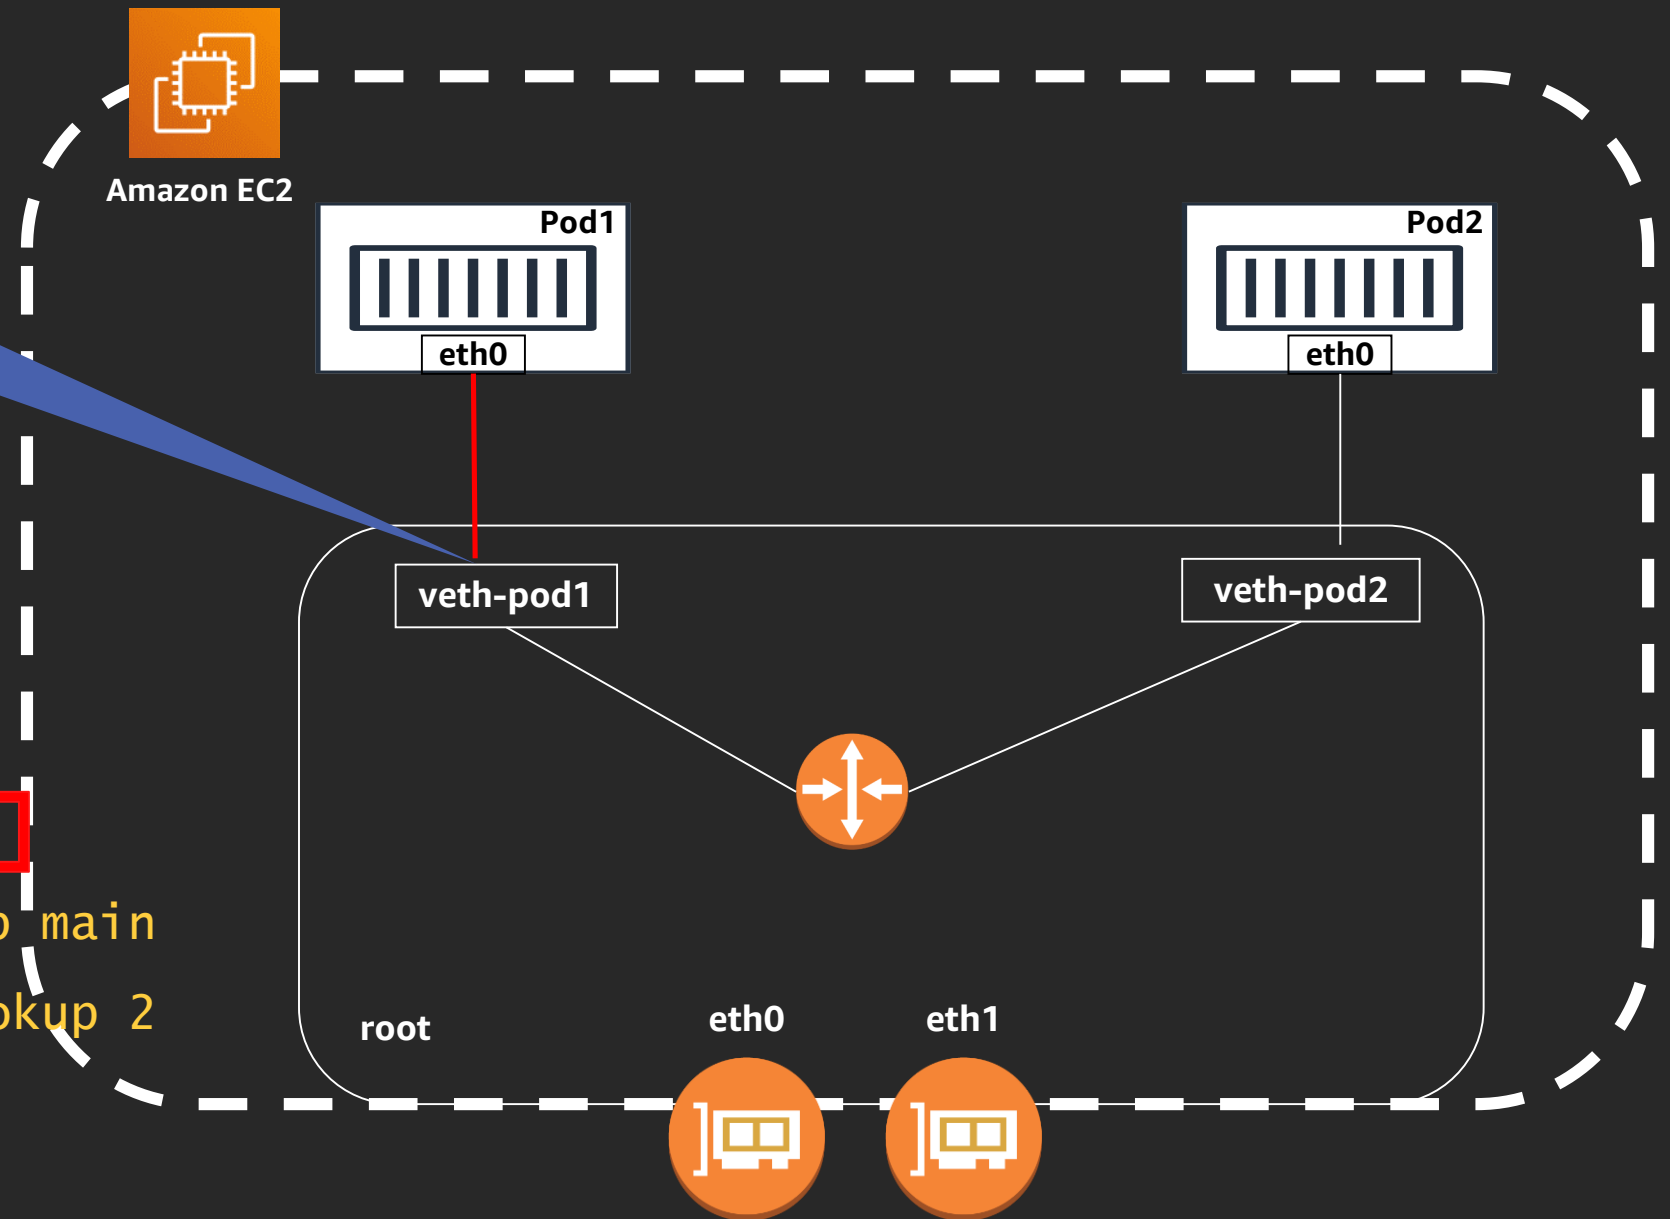 Amazon EC2
Pod1
eth0
Pod2
eth0
veth-pod1
veth-pod2
main
2
root
eth0
eth1